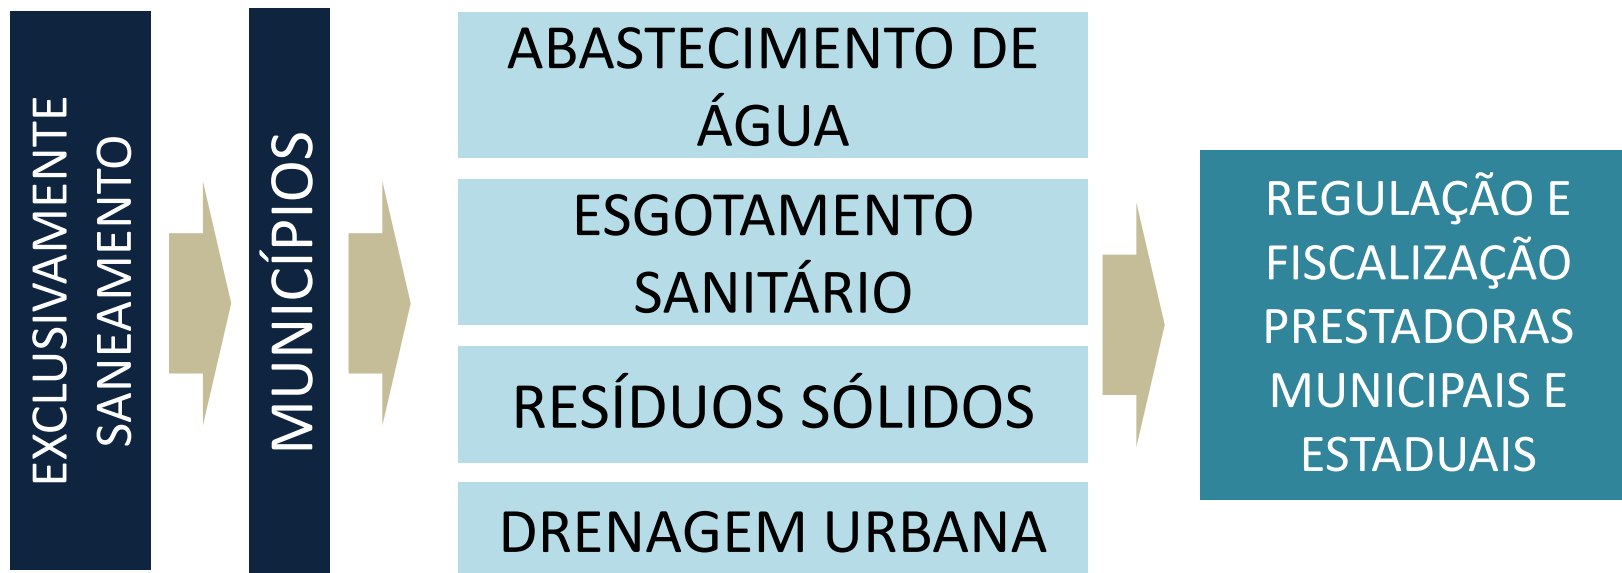 EXCLUSIVAMENTE
SANEAMENTO
MUNICÍPIOS
ABASTECIMENTO DE
ÁGUA
ESGOTAMENTO
SANITÁRIO
RESÍDUOS SÓLIDOS
DRENAGEM URBANA
REGULAÇÃO E
FISCALIZAÇÃO
PRESTADORAS
MUNICIPAIS E
ESTADUAIS